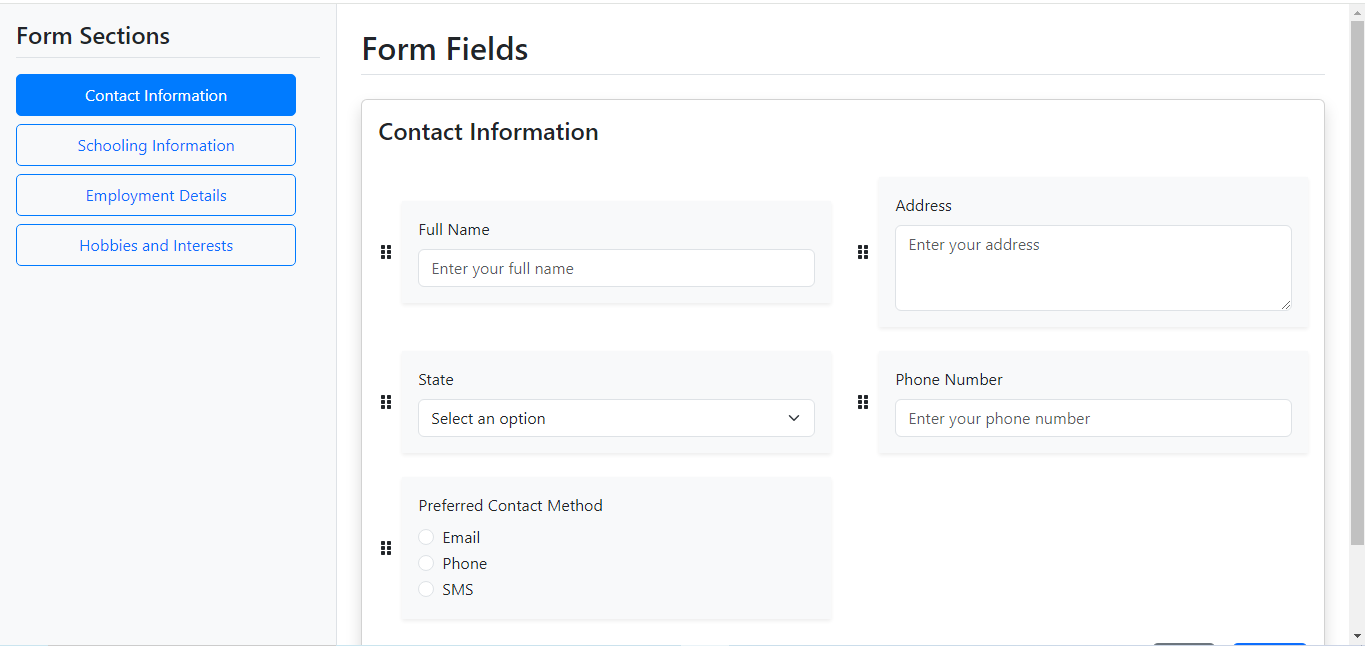 Form Sections
Contact Information
Schooling Information
Employment Details
Hobbies and Interests
Form Fields
Contact Information
Full Name
Enter your full name
Address
Enter your address
State
Select an option
Phone Number
Enter your phone number
Preferred Contact Method
Email
Phone
SMS